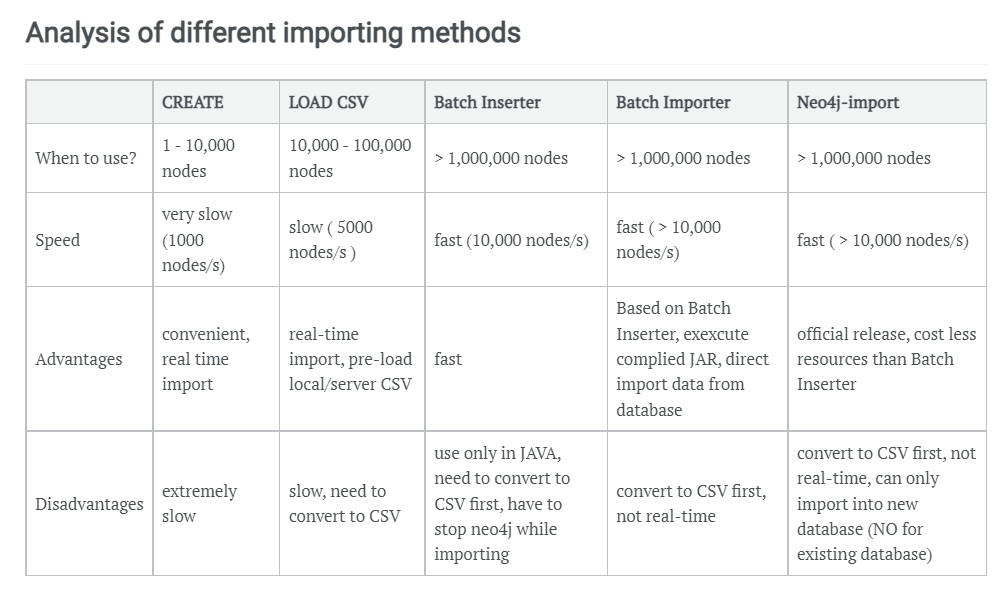 Analysis of different importing methods
CREATE
LOAD CSV
Batch Inserter
Batch Importer
Neo4j-import
When to use?
1 - 10,000
nodes
10,000 - 100,000
nodes
> 1,000,000 nodes
> 1,000,000 nodes
> 1,000,000 nodes
Speed
very slow
(1000
nodes/s)
slow ( 5000
nodes/s )
fast (10,000 nodes/s)
fast ( > 10,000
nodes/s)
fast ( > 10,000 nodes/s)
Advantages
convenient,
real time
import
real-time
import, pre-load
local/server CSV
fast
Based on Batch
Inserter, exexcute
complied JAR, direct
import data from
database
official release, cost less
resources than Batch
Inserter
Disadvantages
extremely
slow
slow, need to
convert to CSV
use only in JAVA,
need to convert to
CSV first, have to
stop neo4j while
importing
convert to CSV first,
not real-time
convert to CSV first, not
real-time, can only
import into new
database (NO for
existing database)